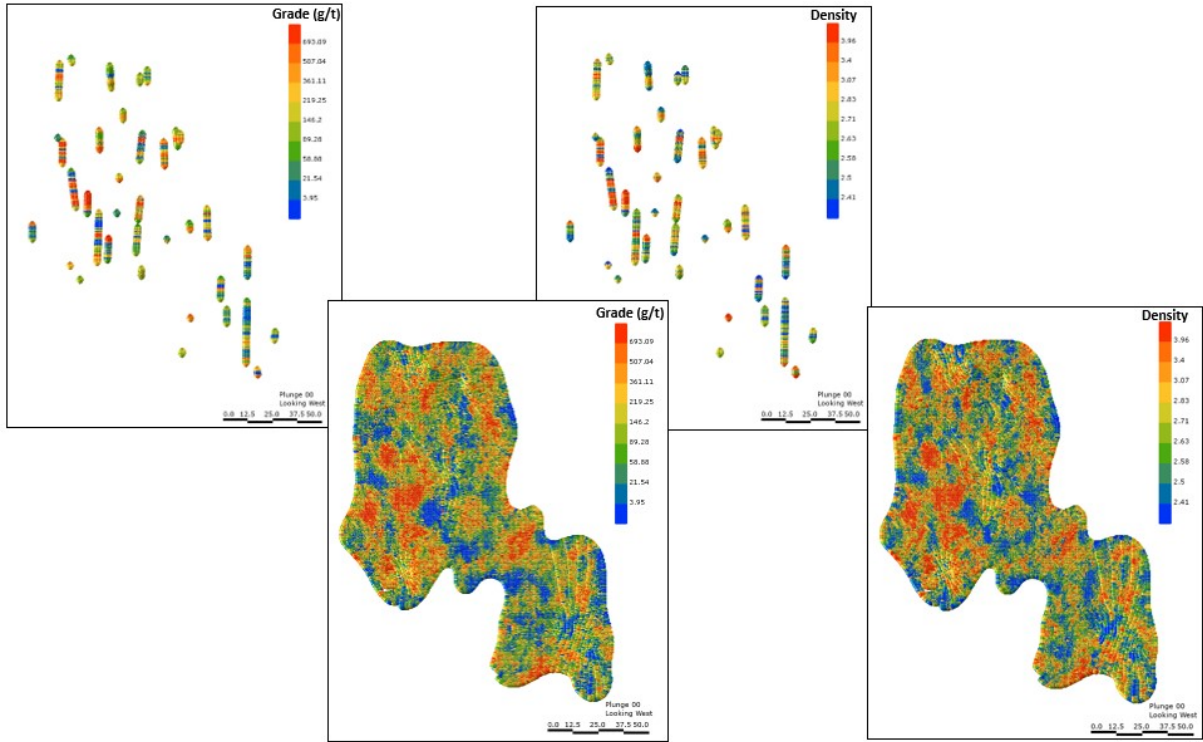 Grade (g/t)
693.09
507.04
361.11
219.25
146.2
89.28
58.88
21.54
3.95
Plunge 00
Looking West
0.0 12.5 25.0 37.5 50.0
Density
3.96
3.4
3.07
2.83
2.71
2.63
2.58
2.5
2.41
Plunge 00
Looking West
0.0 12.5 25.0 37.5 50.0
Grade (g/t)
693.09
507.04
361.11
219.25
146.2
89.28
58.88
21.54
3.95
Plunge 00
Looking West
0.0 12.5 25.0 37.5 50.0
Density
3.96
3.4
3.07
2.83
2.71
2.63
2.58
2.5
2.41
Plunge 00
Looking West
0.0 12.5 25.0 37.5 50.0